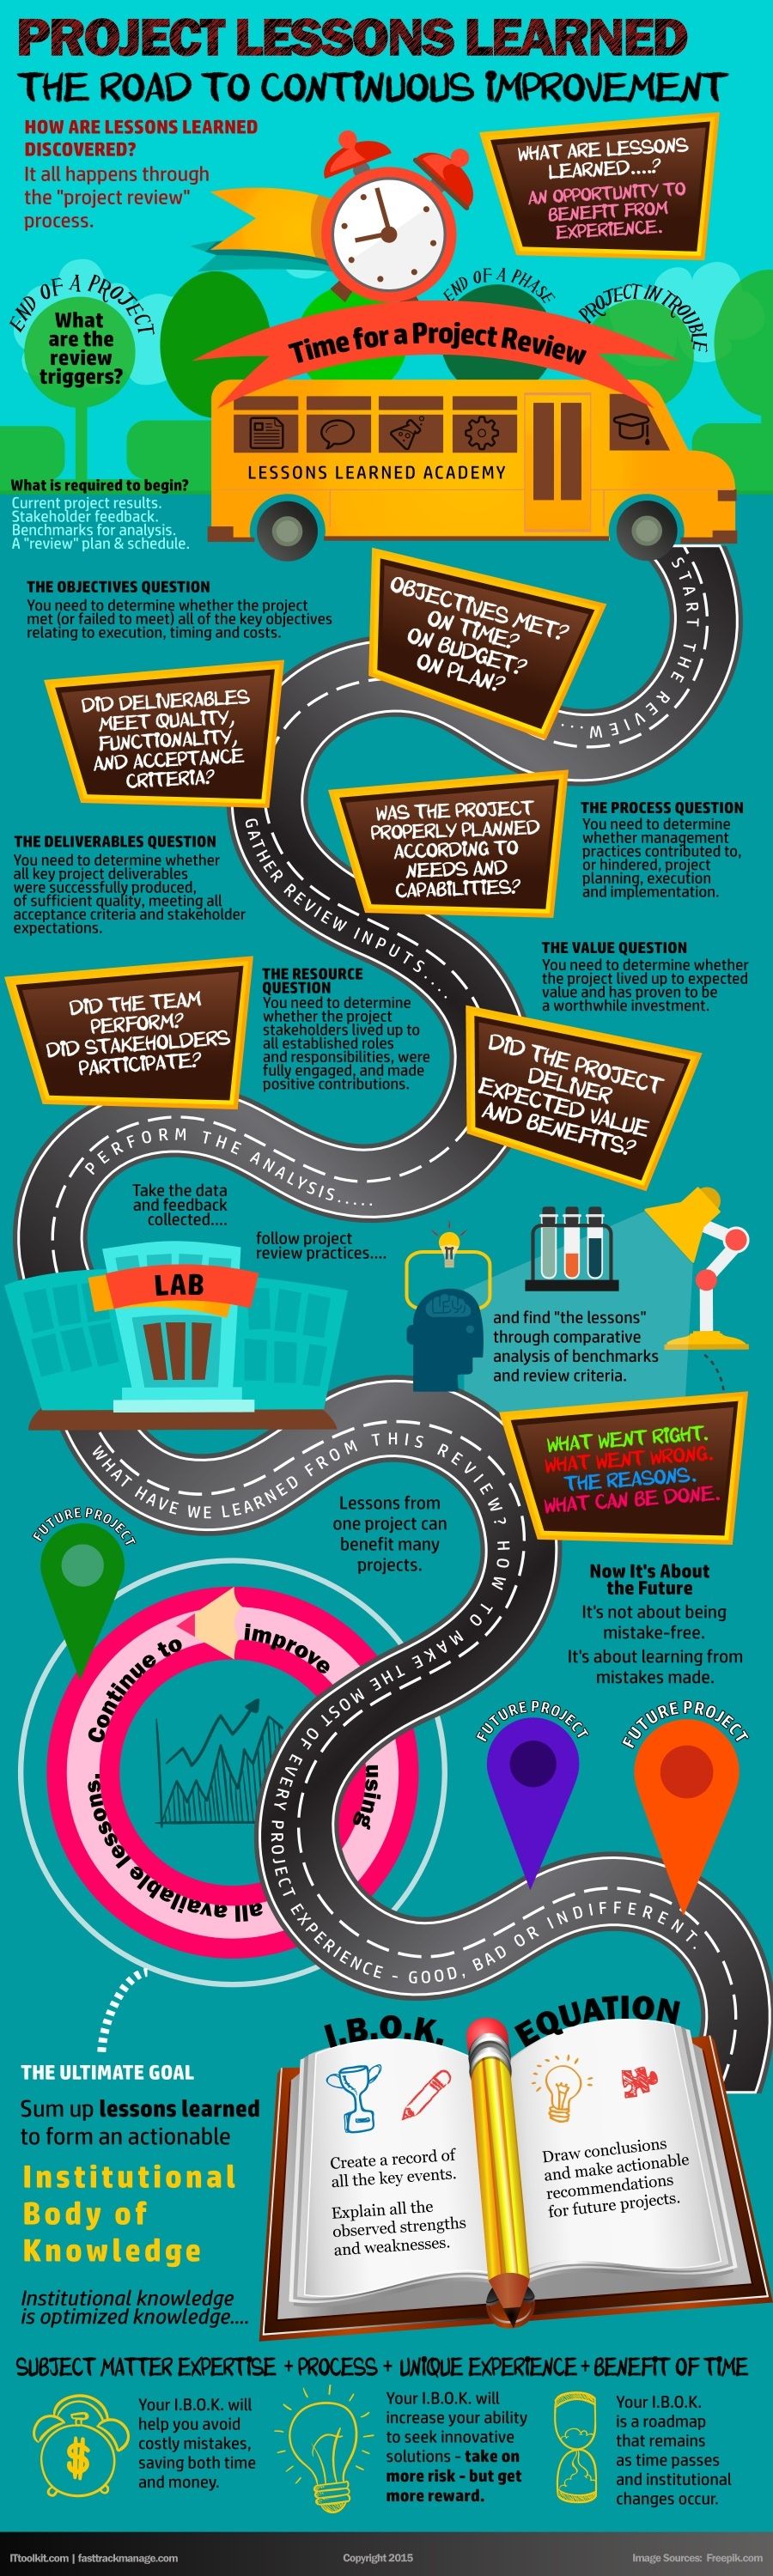 PROJECT LESSONS LEARNED
THE ROAD TO CONTINUOUS IMPROVEMENT
HOW ARE LESSONS LEARNED
DISCOVERED?
It all happens through
the "project review"
process.
WHAT ARE LESSONS
LEARNED....?
AN OPPORTUNITY TO
BENEFIT FROM
EXPERIENCE.
END OF A PROJECT
What
are the
review
triggers?
END OF A PHASE
PROJECT IN TROUBLE
Time for a Project Review
LESSONS LEARNED ACADEMY
What is required to begin?
Current project results.
Stakeholder feedback.
Benchmarks for analysis.
A "review" plan & schedule.
START THE REVIEW...
THE OBJECTIVES QUESTION
You need to determine whether the project
met (or failed to meet) all of the key objectives
relating to execution, timing and costs.
OBJECTIVES MET?
ON TIME?
ON BUDGET?
ON PLAN?
DID DELIVERABLES
MEET QUALITY,
FUNCTIONALITY,
AND ACCEPTANCE
CRITERIA?
WAS THE PROJECT
PROPERLY PLANNED
ACCORDING TO
NEEDS AND
CAPABILITIES?
THE PROCESS QUESTION
You need to determine
whether management
practices contributed to,
or hindered, project
planning, execution
and implementation.
THE DELIVERABLES QUESTION
You need to determine whether
all key project deliverables
were successfully produced,
of sufficient quality, meeting all
acceptance criteria and stakeholder
expectations.
GATHER REVIEW INPUTS....
THE VALUE QUESTION
You need to determine whether
the project lived up to expected
value and has proven to be
a worthwhile investment.
THE RESOURCE
QUESTION
You need to determine
whether the project
stakeholders lived up to
all established roles
and responsibilities, were
fully engaged, and made
positive contributions.
DID THE TEAM
PERFORM?
DID STAKEHOLDERS
PARTICIPATE?
DID THE PROJECT
DELIVER
EXPECTED VALUE
AND BENEFITS?
PERFORM THE ANALYSIS.....
Take the data
and feedback
collected....
follow project
review practices....
LAB
and find "the lessons"
through comparative
analysis of benchmarks
and review criteria.
WHAT WENT RIGHT.
WHAT WENT WRONG.
THE REASONS.
WHAT CAN BE DONE.
WHAT HAVE WE LEARNED FROM THIS REVIEW? HOW TO MAKE THE MOST OF EVERY PROJECT EXPERIENCE - GOOD, BAD OR INDIFFERENT.
Lessons from
one project can
benefit many
projects.
FUTURE PROJECT
Now It's About
the Future
It's not about being
mistake-free.
It's about learning from
mistakes made.
Continue to improve using all available lessons.
FUTURE PROJECT
FUTURE PROJECT
THE ULTIMATE GOAL
Sum up lessons learned
to form an actionable
Institutional
Body of
Knowledge
Institutional knowledge
is optimized knowledge....
I.B.O.K. EQUATION
Create a record of
all the key events.
Explain all the
observed strengths
and weaknesses.
Draw conclusions
and make actionable
recommendations
for future projects.
SUBJECT MATTER EXPERTISE + PROCESS + UNIQUE EXPERIENCE + BENEFIT OF TIME
$
Your I.B.O.K. will
help you avoid
costly mistakes,
saving both time
and money.
Your I.B.O.K. will
increase your ability
to seek innovative
solutions - take on
more risk - but get
more reward.
Your I.B.O.K.
is a roadmap
that remains
as time passes
and institutional
changes occur.
ITtoolkit.com | fasttrackmanage.com
Copyright 2015
Image Sources: Freepik.com